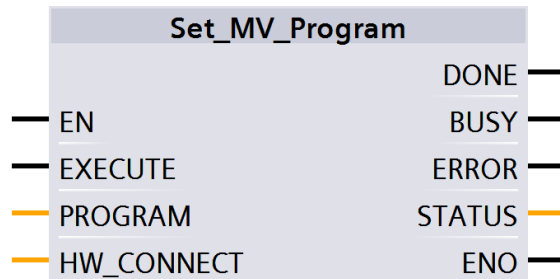 Set_MV_Program
DONE
EN BUSY
EXECUTE ERROR
PROGRAM STATUS
HW_CONNECT ENO